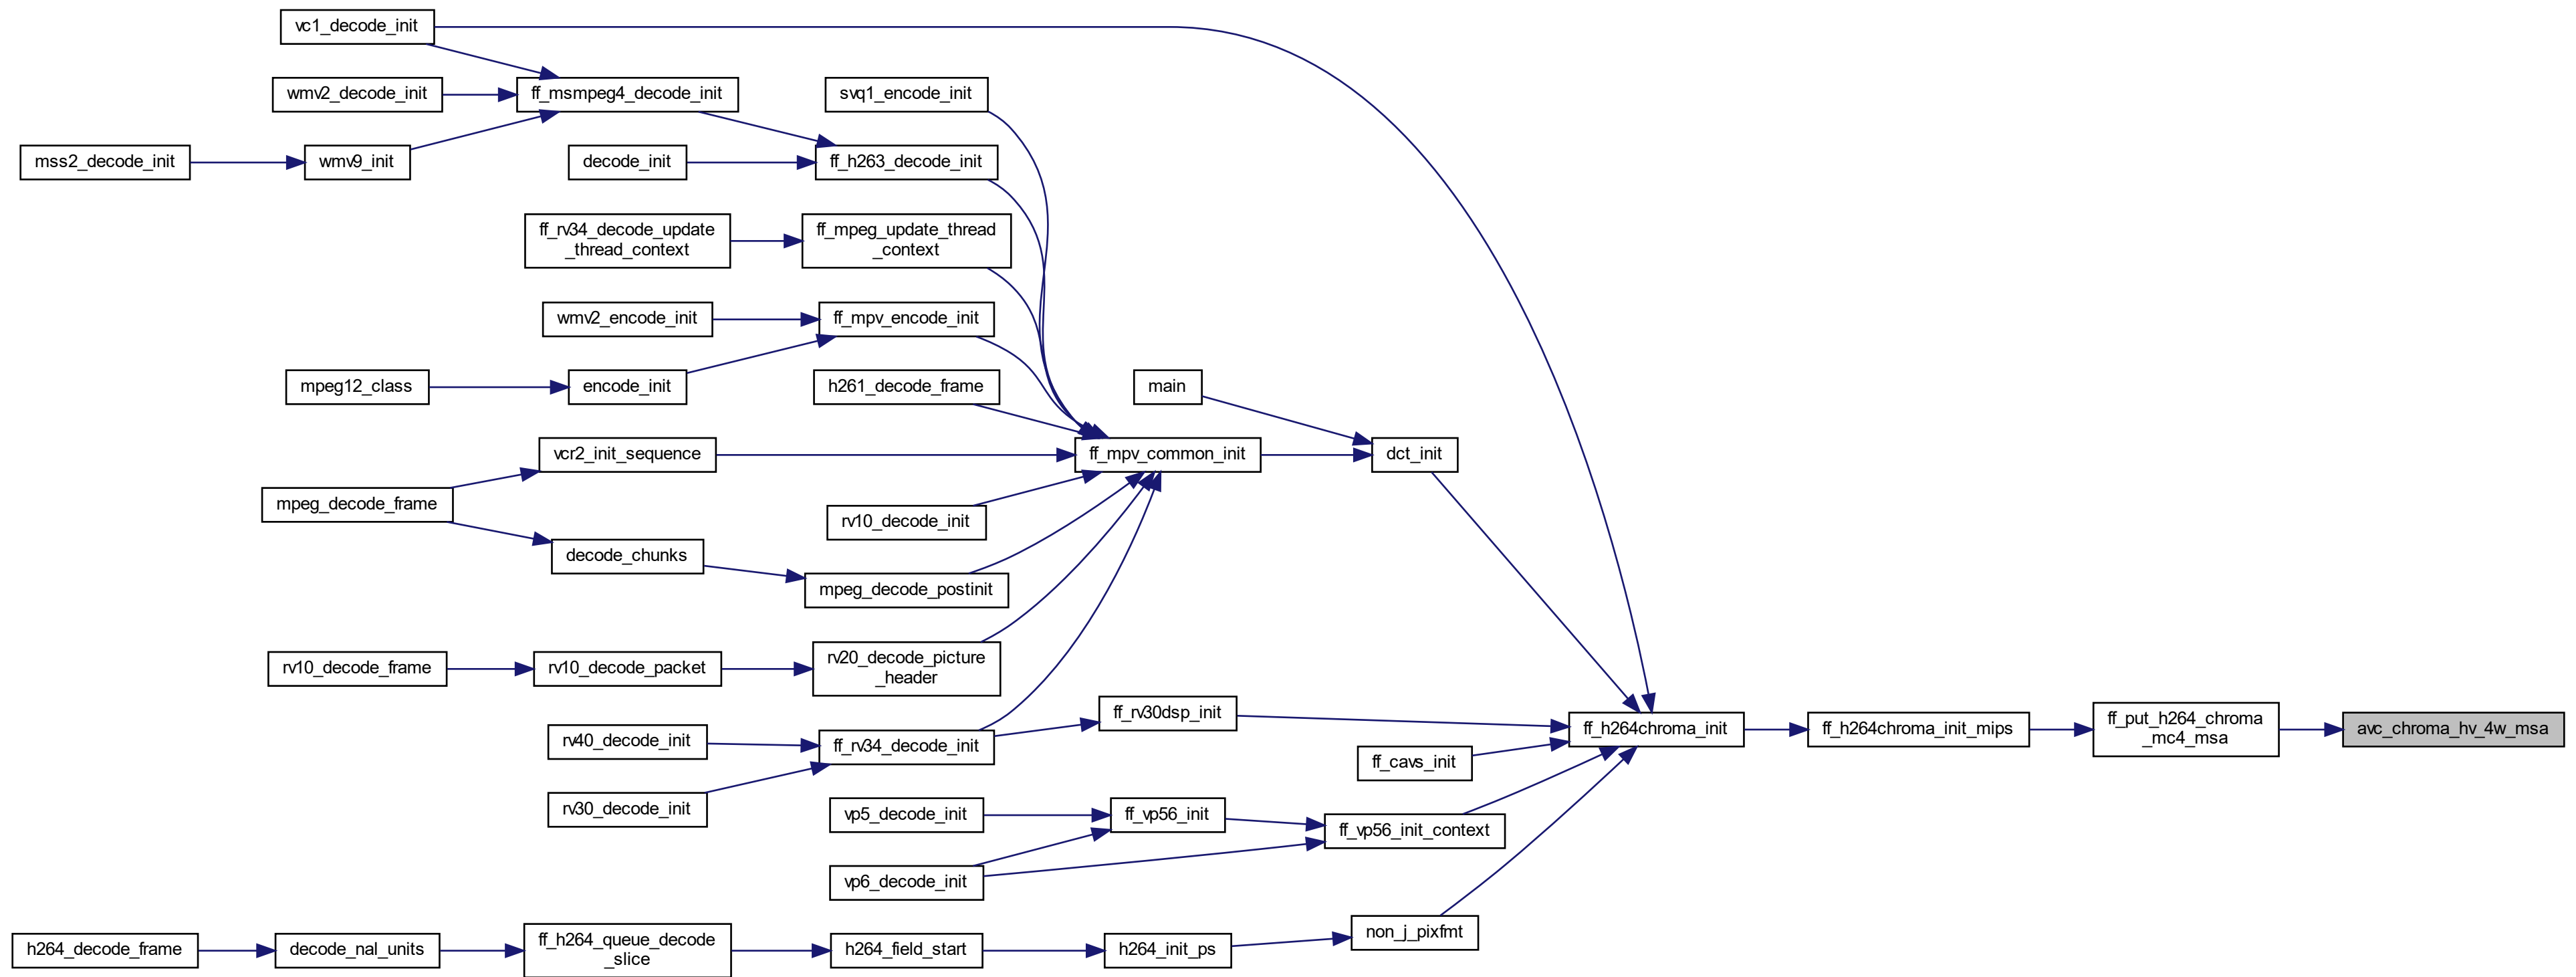 vc1_decode_init
wmv2_decode_init
ff_msmpeg4_decode_init
svq1_encode_init
mss2_decode_init
wmv9_init
decode_init
ff_h263_decode_init
ff_rv34_decode_update
_thread_context
ff_mpeg_update_thread
_context
wmv2_encode_init
ff_mpv_encode_init
mpeg12_class
encode_init
h261_decode_frame
main
vcr2_init_sequence
ff_mpv_common_init
dct_init
mpeg_decode_frame
rv10_decode_init
decode_chunks
mpeg_decode_postinit
rv10_decode_frame
rv10_decode_packet
rv20_decode_picture
_header
ff_rv30dsp_init
rv40_decode_init
ff_rv34_decode_init
ff_h264chroma_init
ff_h264chroma_init_mips
ff_put_h264_chroma
_mc4_msa
avc_chroma_hv_4w_msa
ff_cavs_init
rv30_decode_init
vp5_decode_init
ff_vp56_init
ff_vp56_init_context
vp6_decode_init
non_j_pixfmt
h264_decode_frame
decode_nal_units
ff_h264_queue_decode
_slice
h264_field_start
h264_init_ps